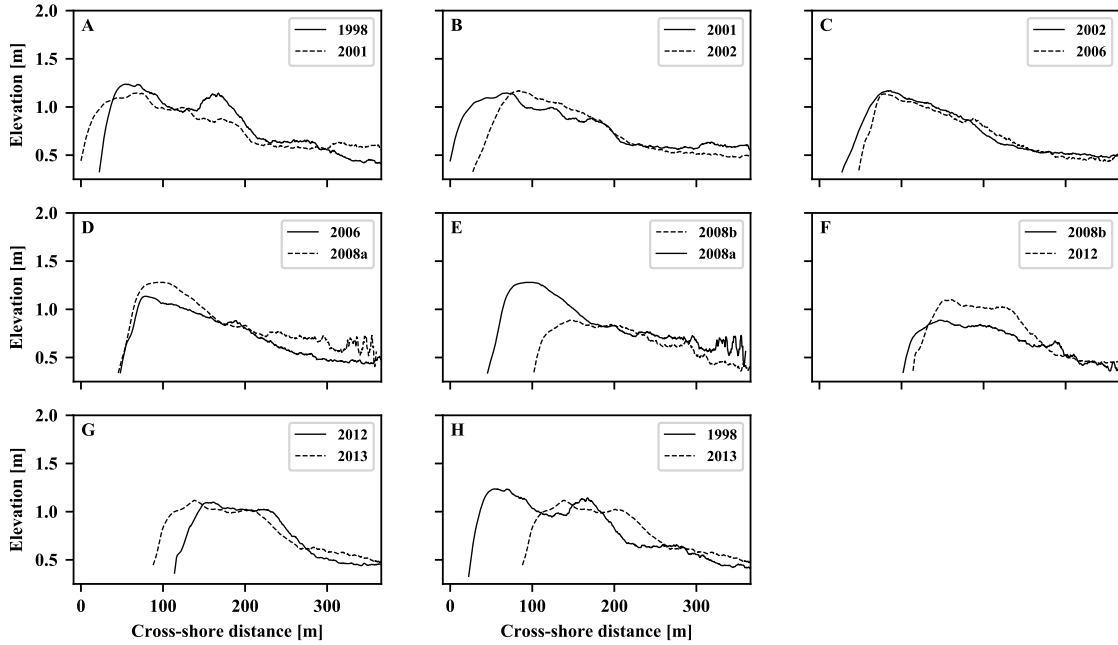 2.0
A
1998
2001
1.5
1.0
0.5
Elevation [m]
B
2001
2002
C
2002
2006
2.0
D
2006
2008a
1.5
1.0
0.5
Elevation [m]
E
2008b
2008a
F
2008b
2012
2.0
G
2012
2013
1.5
1.0
0.5
Elevation [m]
0 100 200 300
Cross-shore distance [m]
H
1998
2013
0 100 200 300
Cross-shore distance [m]